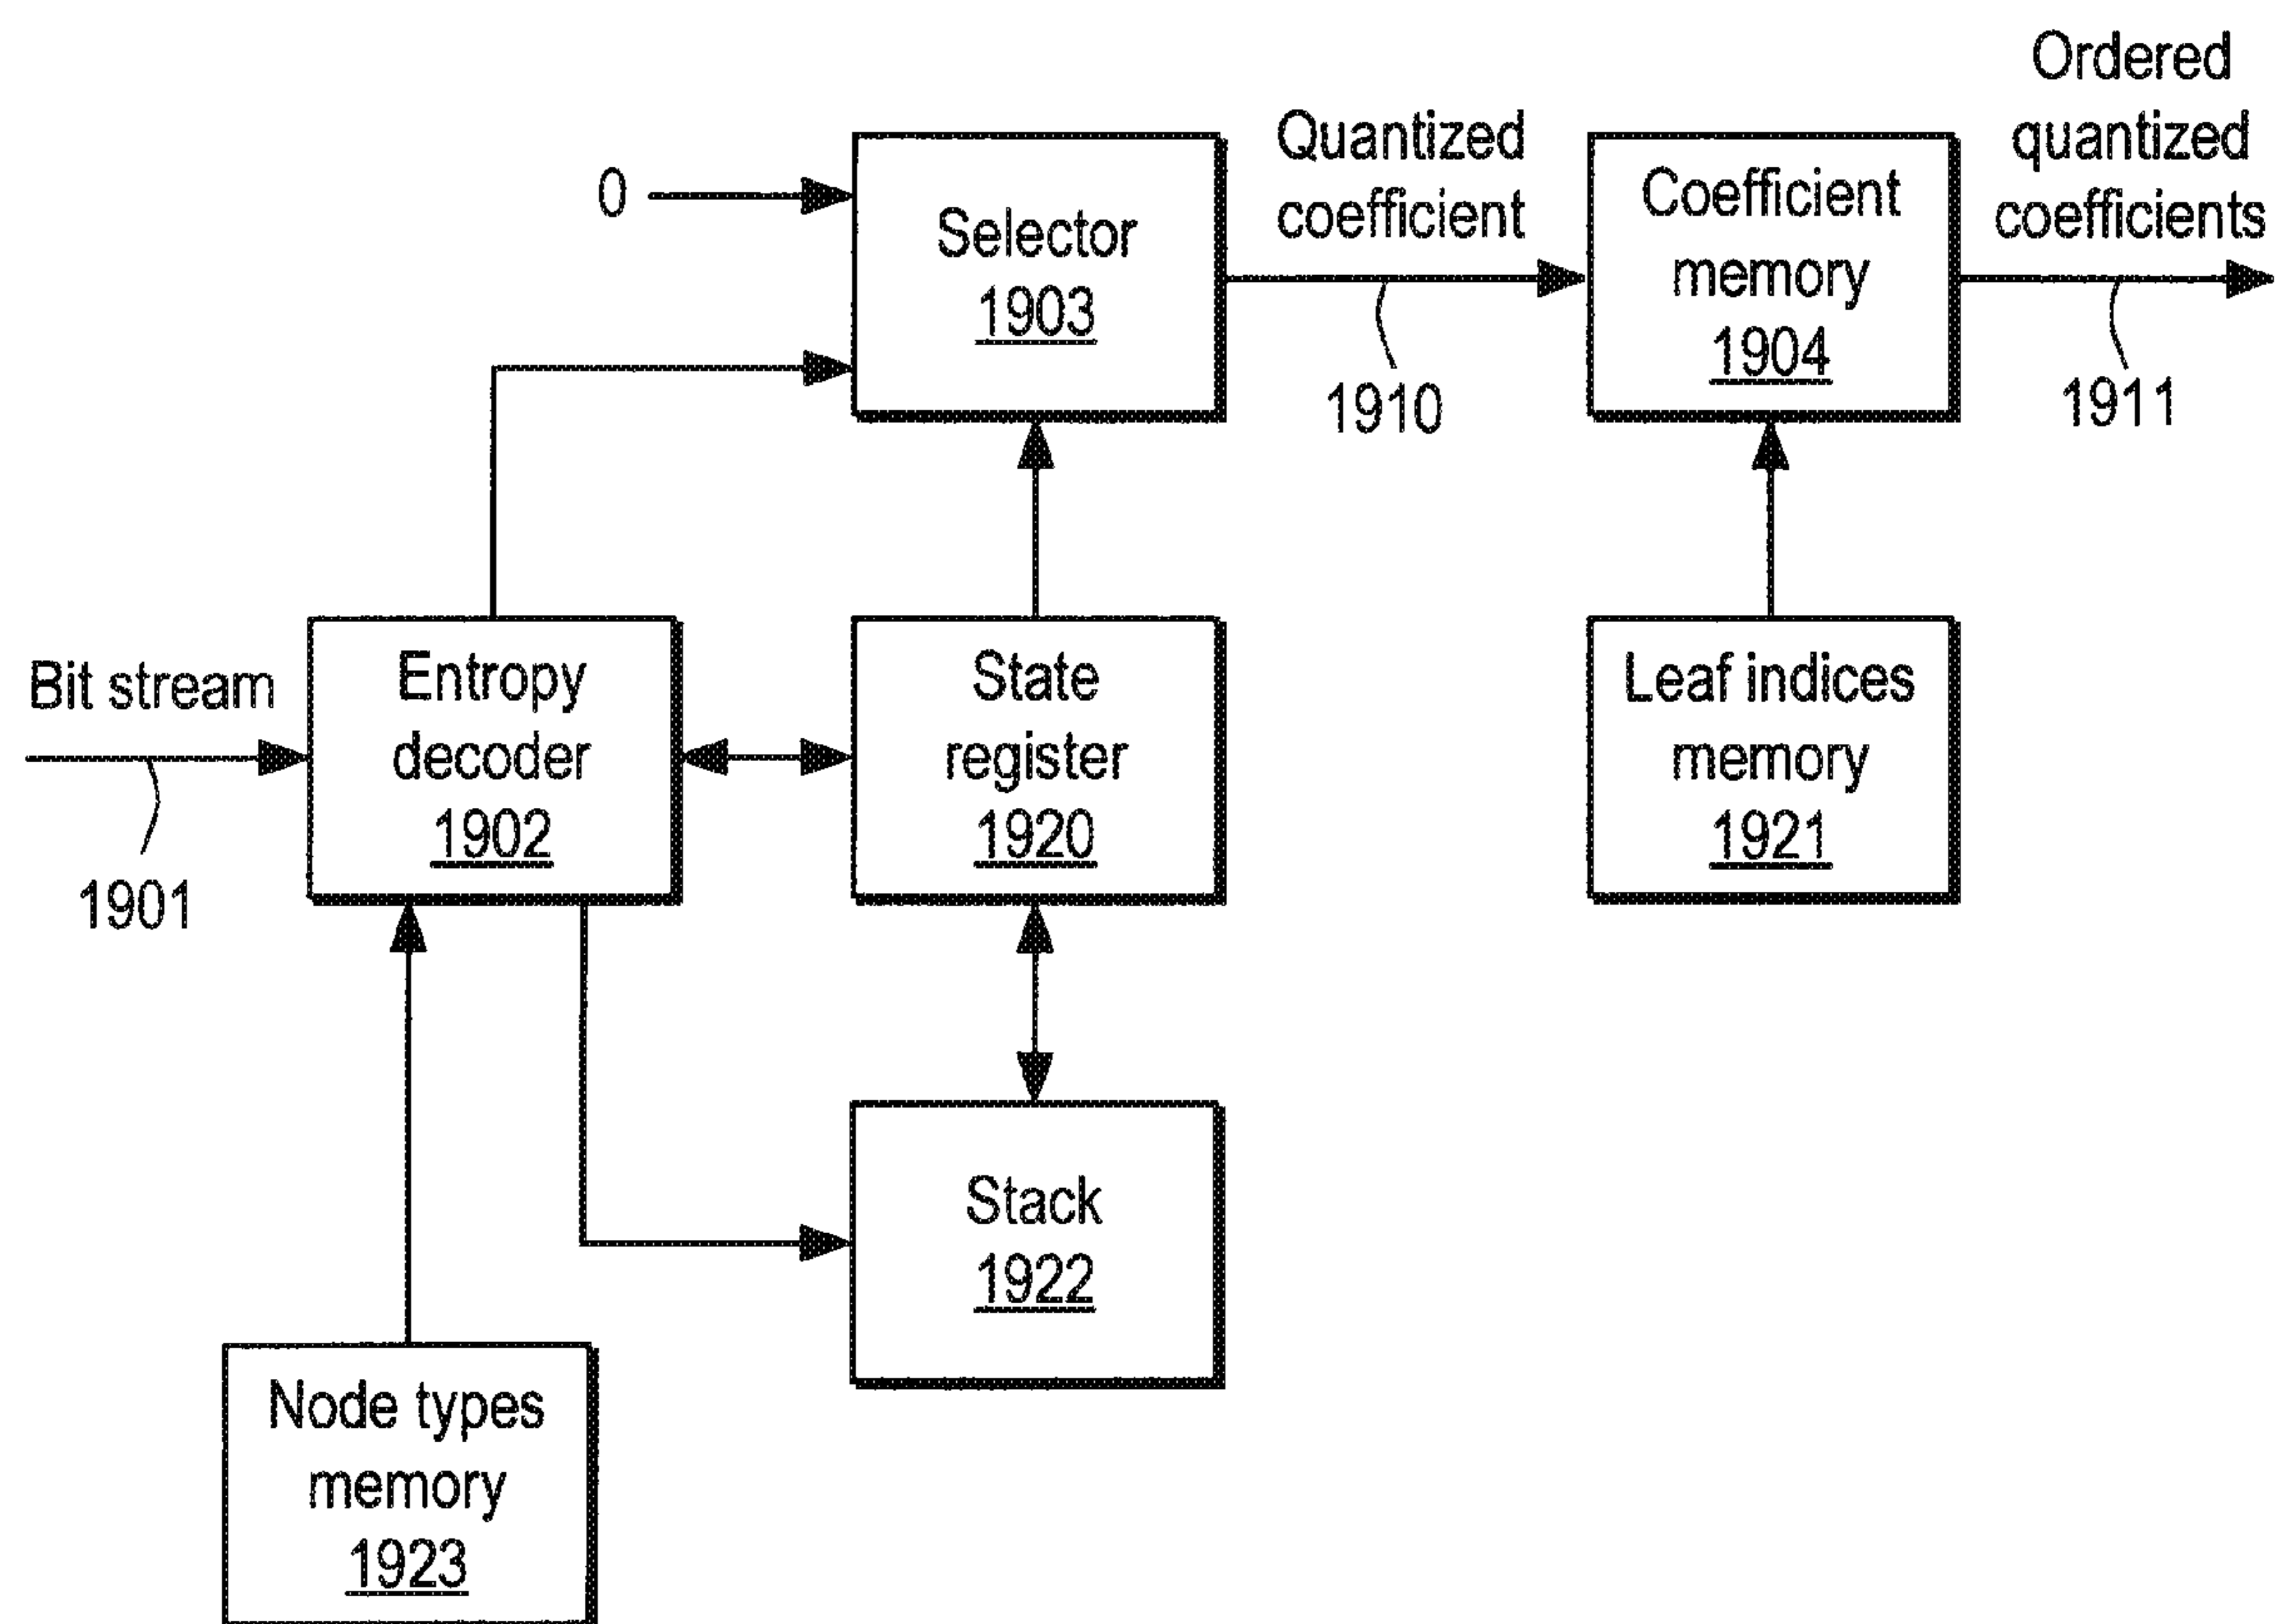 Ordered
quantized
coefficients
Quantized
coefficient
0
Selector
1903
Coefficient
memory
1904
1910
1911
Bit stream
1901
Entropy
decoder
1902
State
register
1920
Leaf indices
memory
1921
Stack
1922
Node types
memory
1923